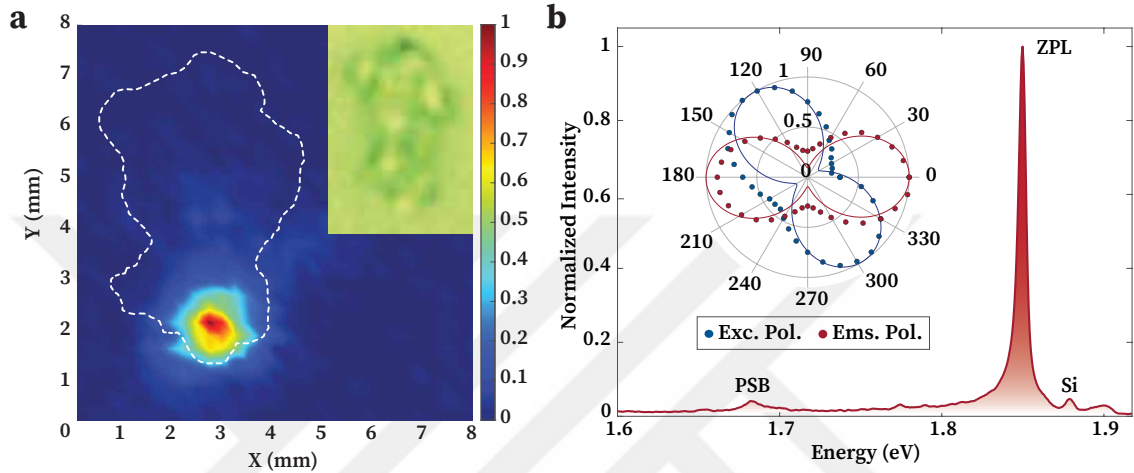 a
8
7
6
5
4
3
2
1
0
Y (mm)
1 2 3 4 5 6 7 8
X (mm)
1
0.9
0.8
0.7
0.6
0.5
0.4
0.3
0.2
0.1
0
b
1
0.8
0.6
0.4
0.2
0
Normalized Intensity
1.6 1.7 1.8 1.9
Energy (eV)
ZPL
PSB
Si
90
120 1 60
150 0.5 30
180 0 0
210 330
240 300
270
Exc. Pol. Ems. Pol.